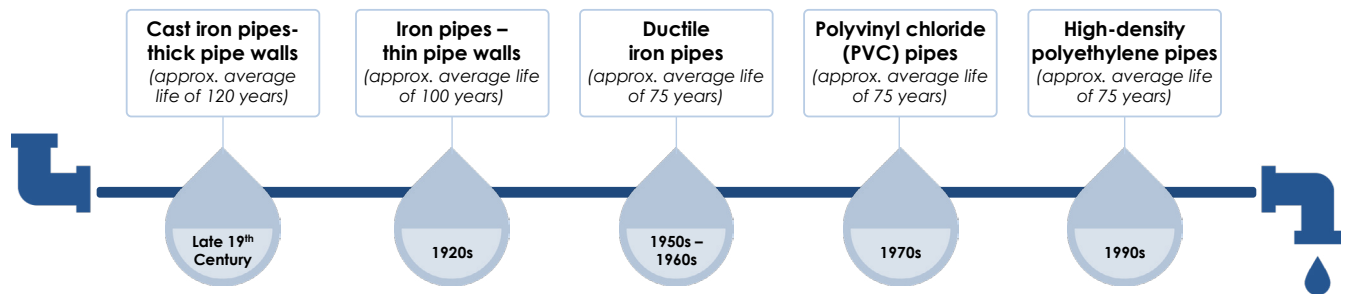 Cast iron pipes-
thick pipe walls
(approx. average
life of 120 years)
Iron pipes –
thin pipe walls
(approx. average life
of 100 years)
Ductile
iron pipes
(approx. average life
of 75 years)
Polyvinyl chloride
(PVC) pipes
(approx. average life
of 75 years)
High-density
polyethylene pipes
(approx. average life
of 75 years)
Late 19th
Century
1920s
1950s –
1960s
1970s
1990s